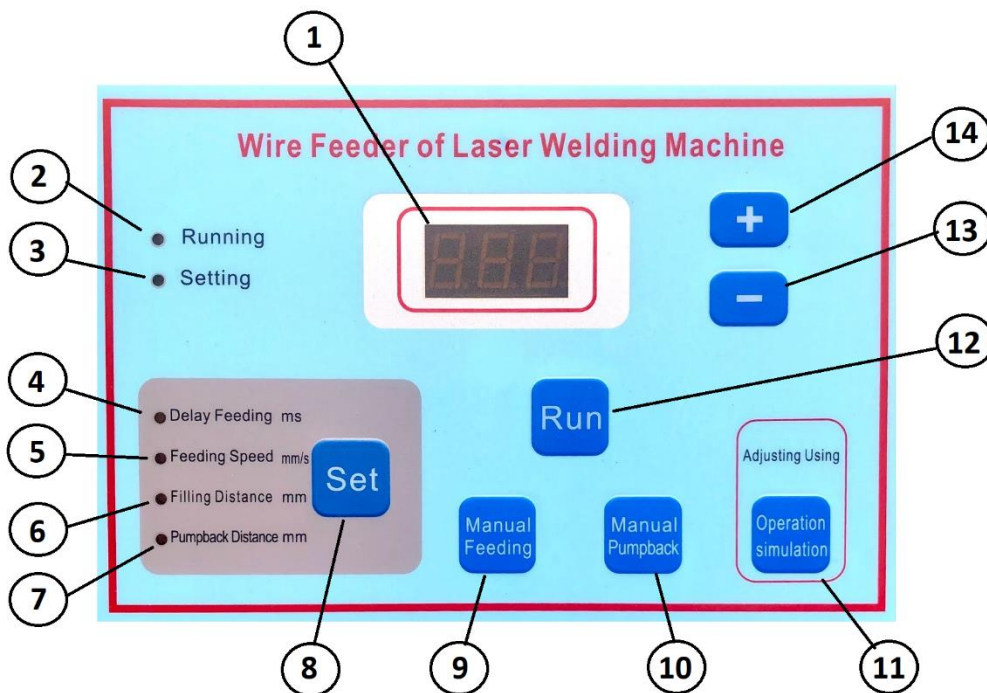 1
Wire Feeder of Laser Welding Machine
14
2
Running
+
3
Setting
888
13
−
12
4
Delay Feeding ms
Run
5
Feeding Speed mm/s
Set
Adjusting Using
6
Filling Distance mm
Manual
Feeding
Manual
Pumpback
Operation
simulation
7
Pumpback Distance mm
8
9
10
11